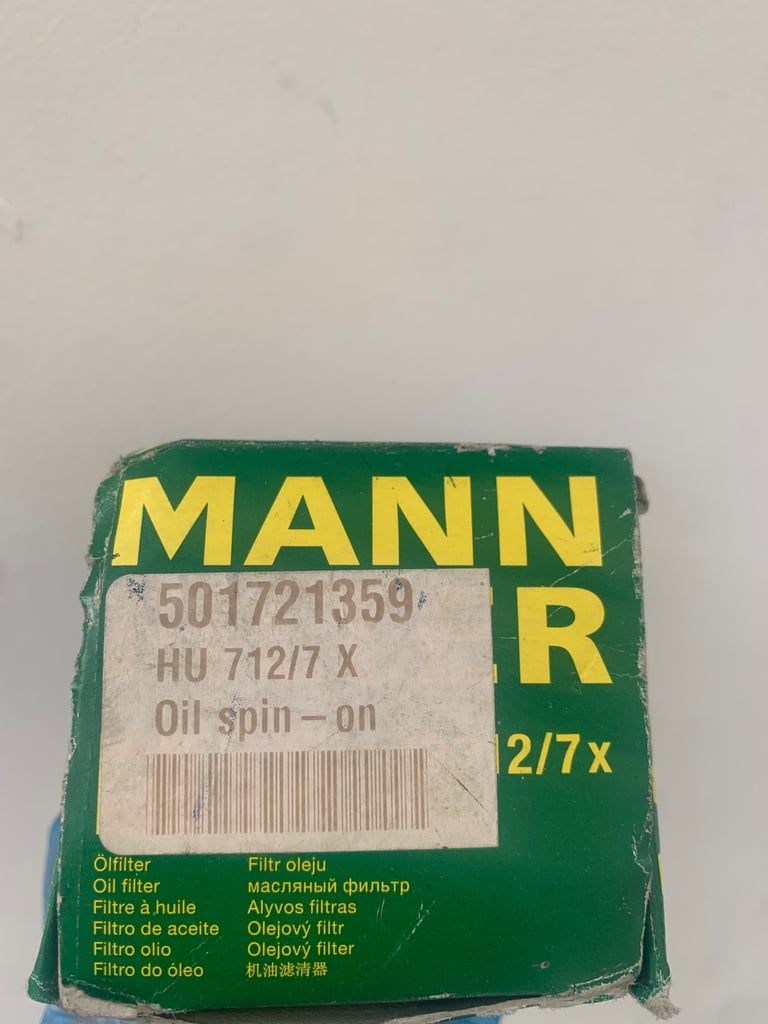 MANN
ER
501721359
HU 712/7 X
Oil spin – on
12/7x
Ölfilter
Oil filter
Filtre à huile
Filtro de aceite
Filtro olio
Filtro do óleo
Filtr oleju
масляный фильтр
Alyvos filtras
Olejový filtr
Olejový filter
机油滤清器